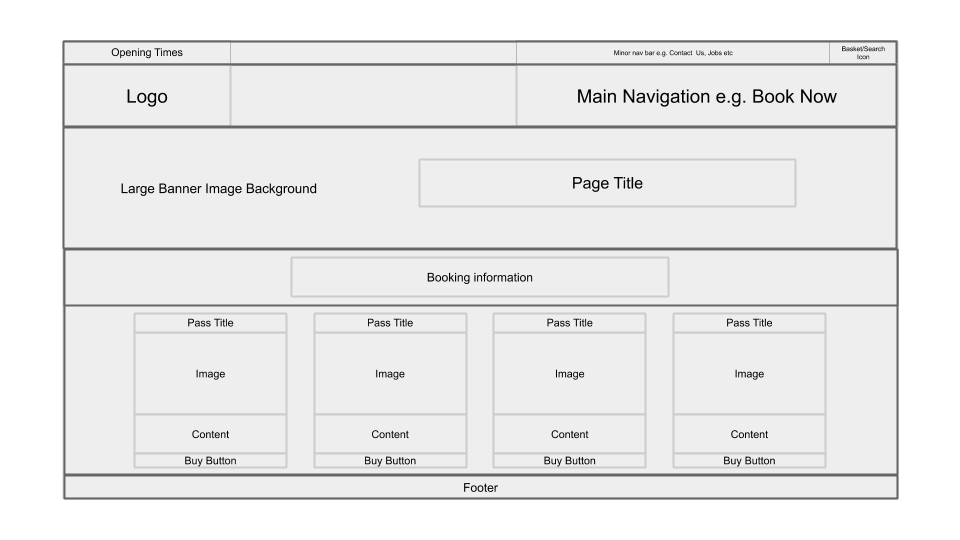 Opening Times
Minor nav bar e.g. Contact Us, Jobs etc
Basket/Search
Icon
Logo
Main Navigation e.g. Book Now
Large Banner Image Background
Page Title
Booking information
Pass Title
Pass Title
Pass Title
Pass Title
Image
Image
Image
Image
Content
Content
Content
Content
Buy Button
Buy Button
Buy Button
Buy Button
Footer